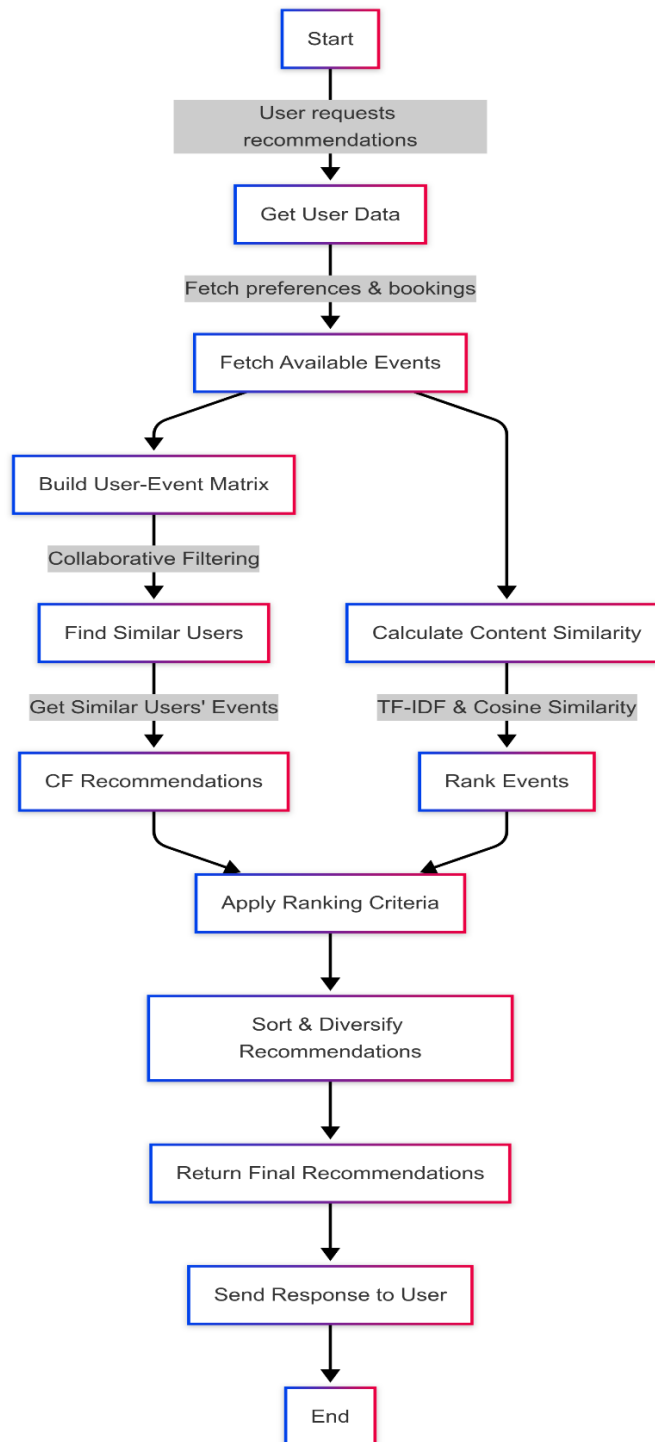 Start
User requests
recommendations
Get User Data
Fetch preferences & bookings
Fetch Available Events
Build User-Event Matrix
Collaborative Filtering
Find Similar Users
Calculate Content Similarity
Get Similar Users' Events
TF-IDF & Cosine Similarity
CF Recommendations
Rank Events
Apply Ranking Criteria
Sort & Diversify
Recommendations
Return Final Recommendations
Send Response to User
End